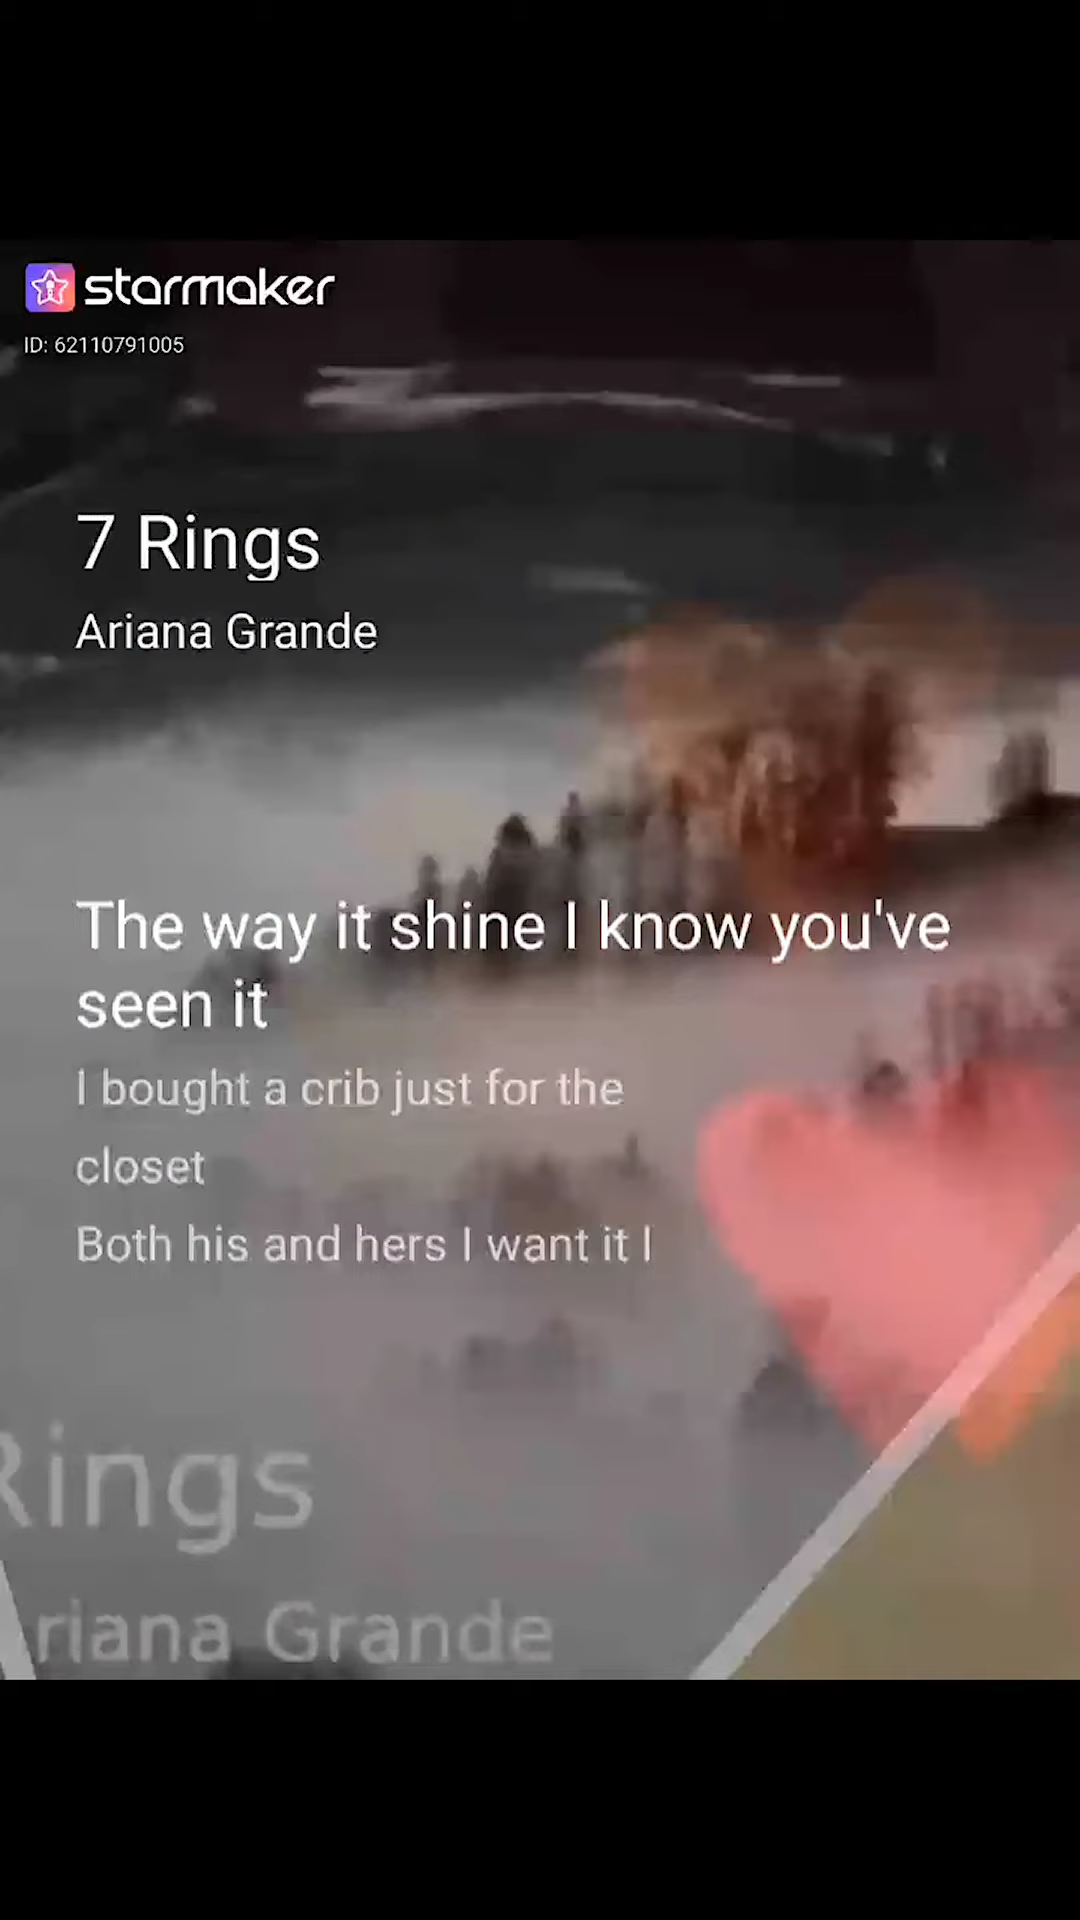 starmaker
ID: 62110791005
7 Rings
Ariana Grande
The way it shine I know you've
seen it
I bought a crib just for the
closet
Both his and hers I want it I
Rings
riana Grande